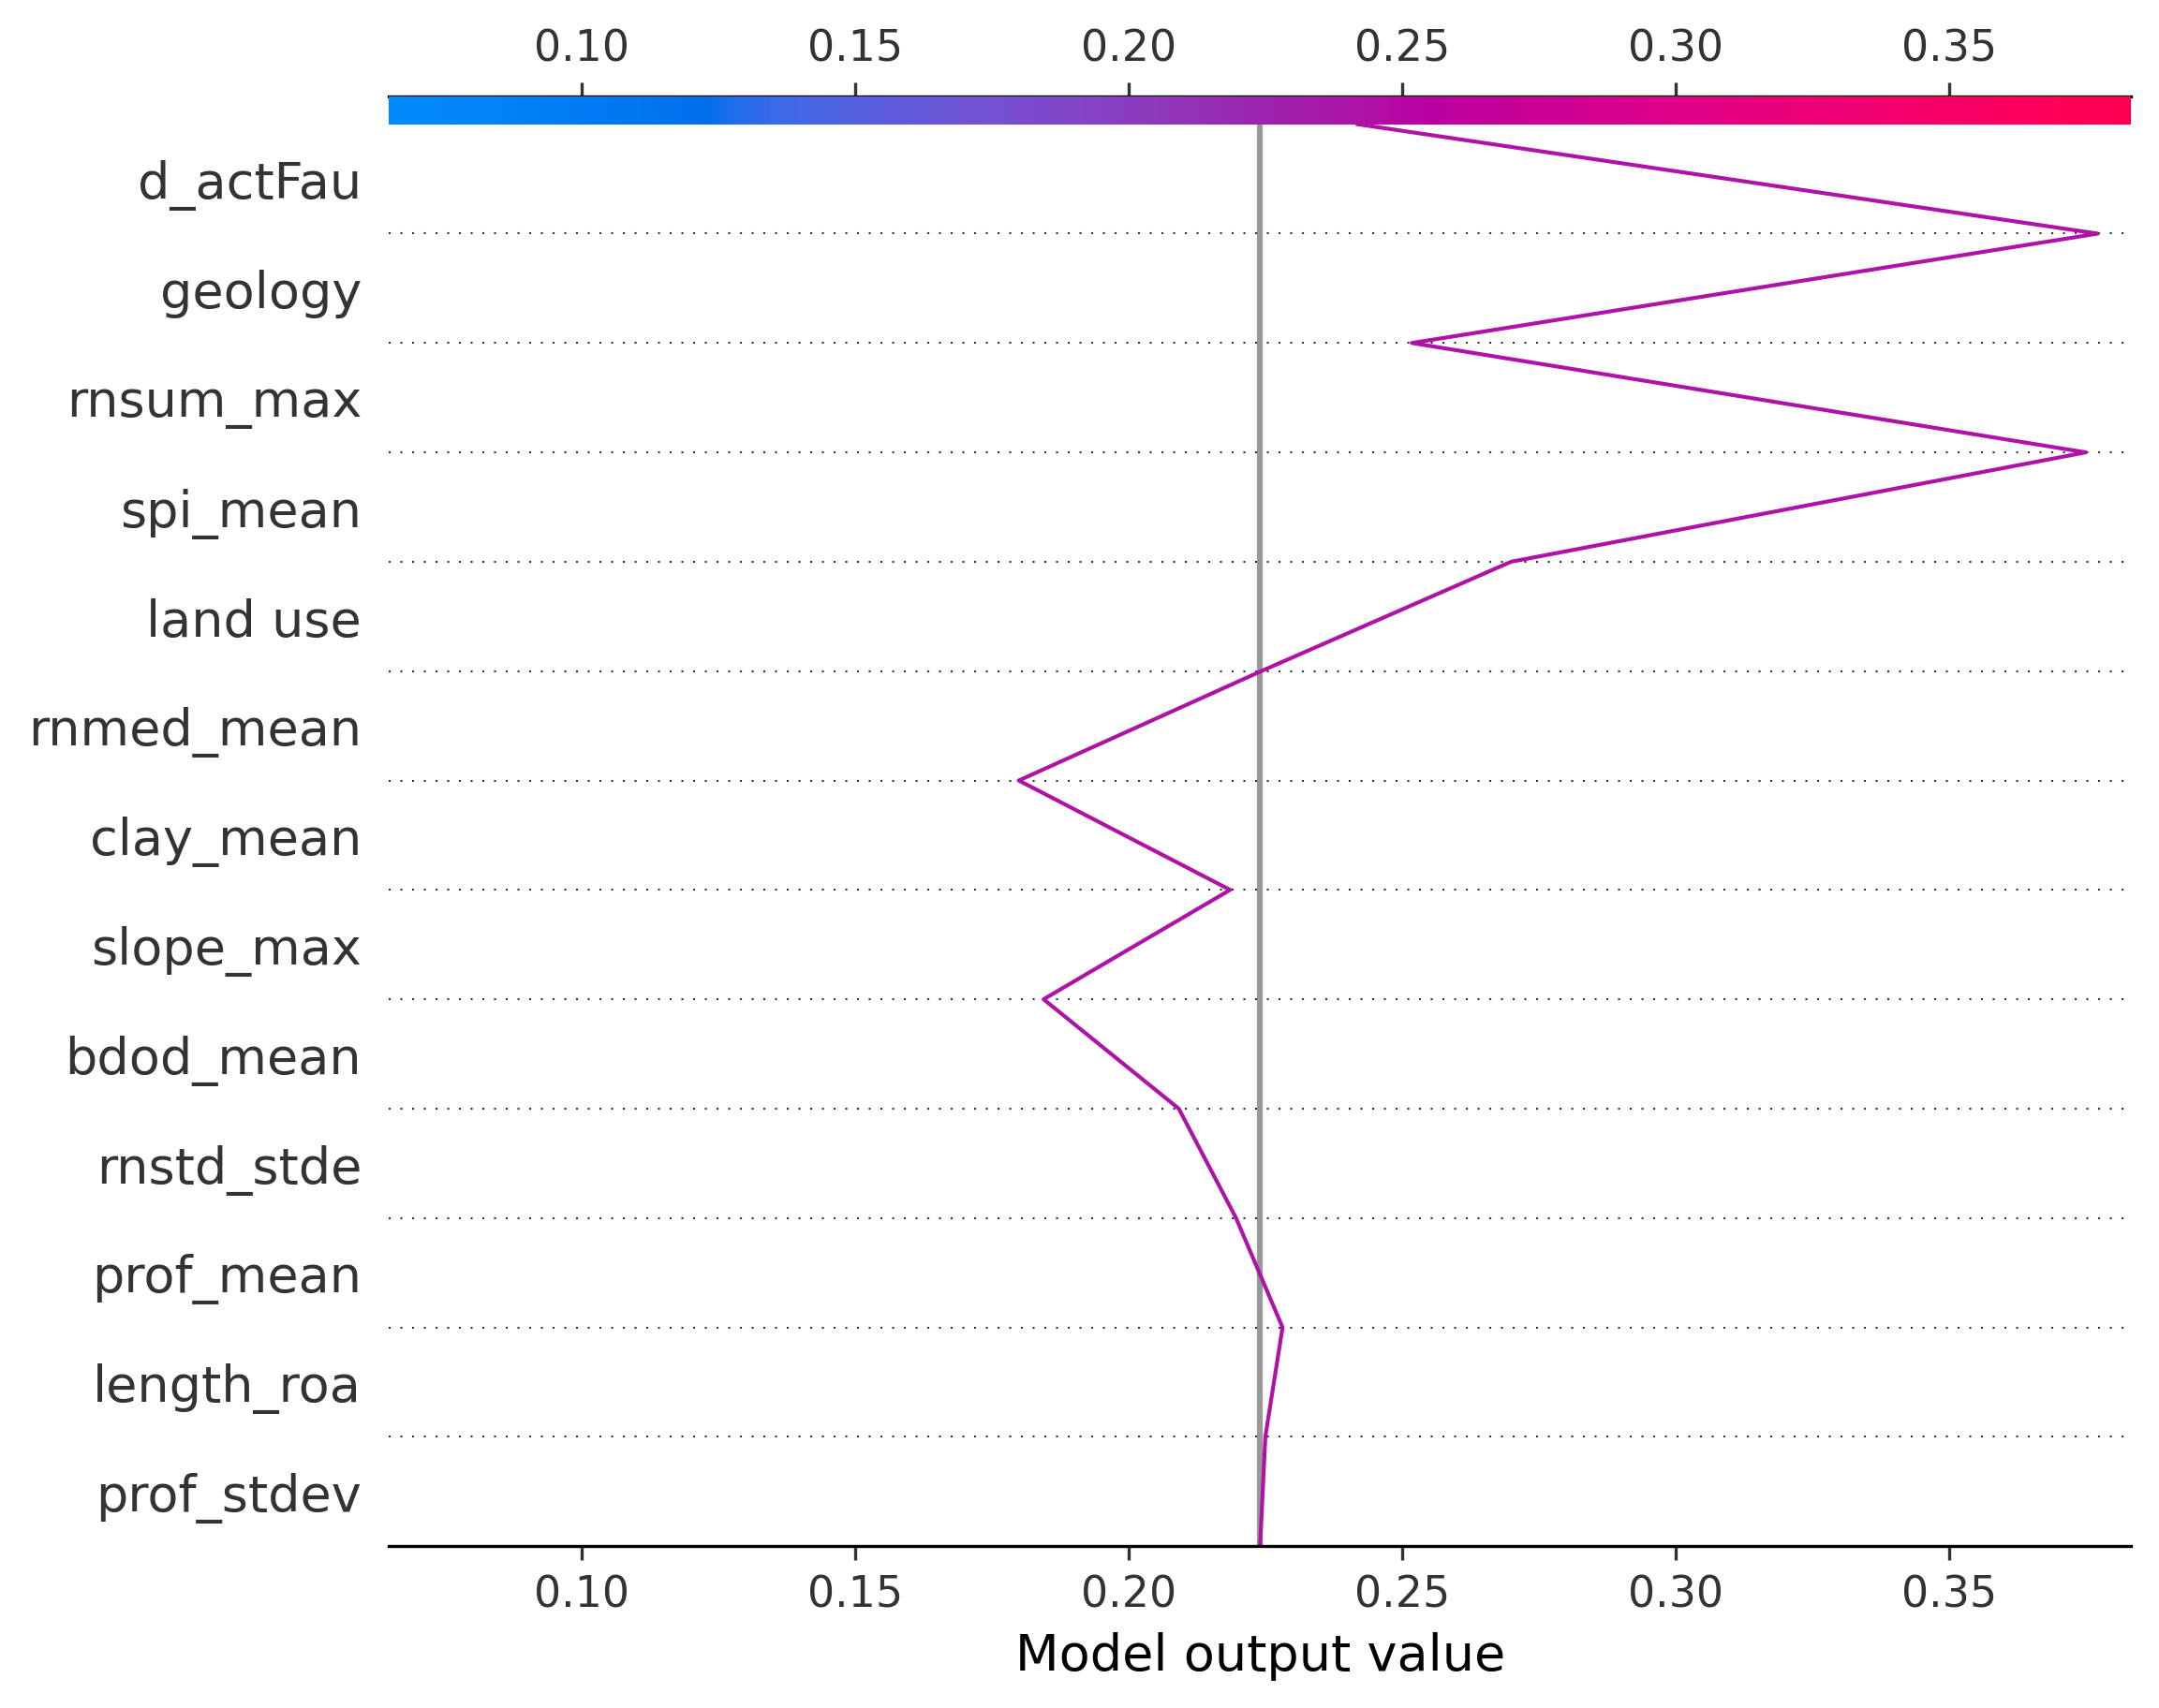 0.10 0.15 0.20 0.25 0.30 0.35
d_actFau
geology
rnsum_max
spi_mean
land use
rnmed_mean
clay_mean
slope_max
bdod_mean
rnstd_stde
prof_mean
length_roa
prof_stdev
0.10 0.15 0.20 0.25 0.30 0.35
Model output value